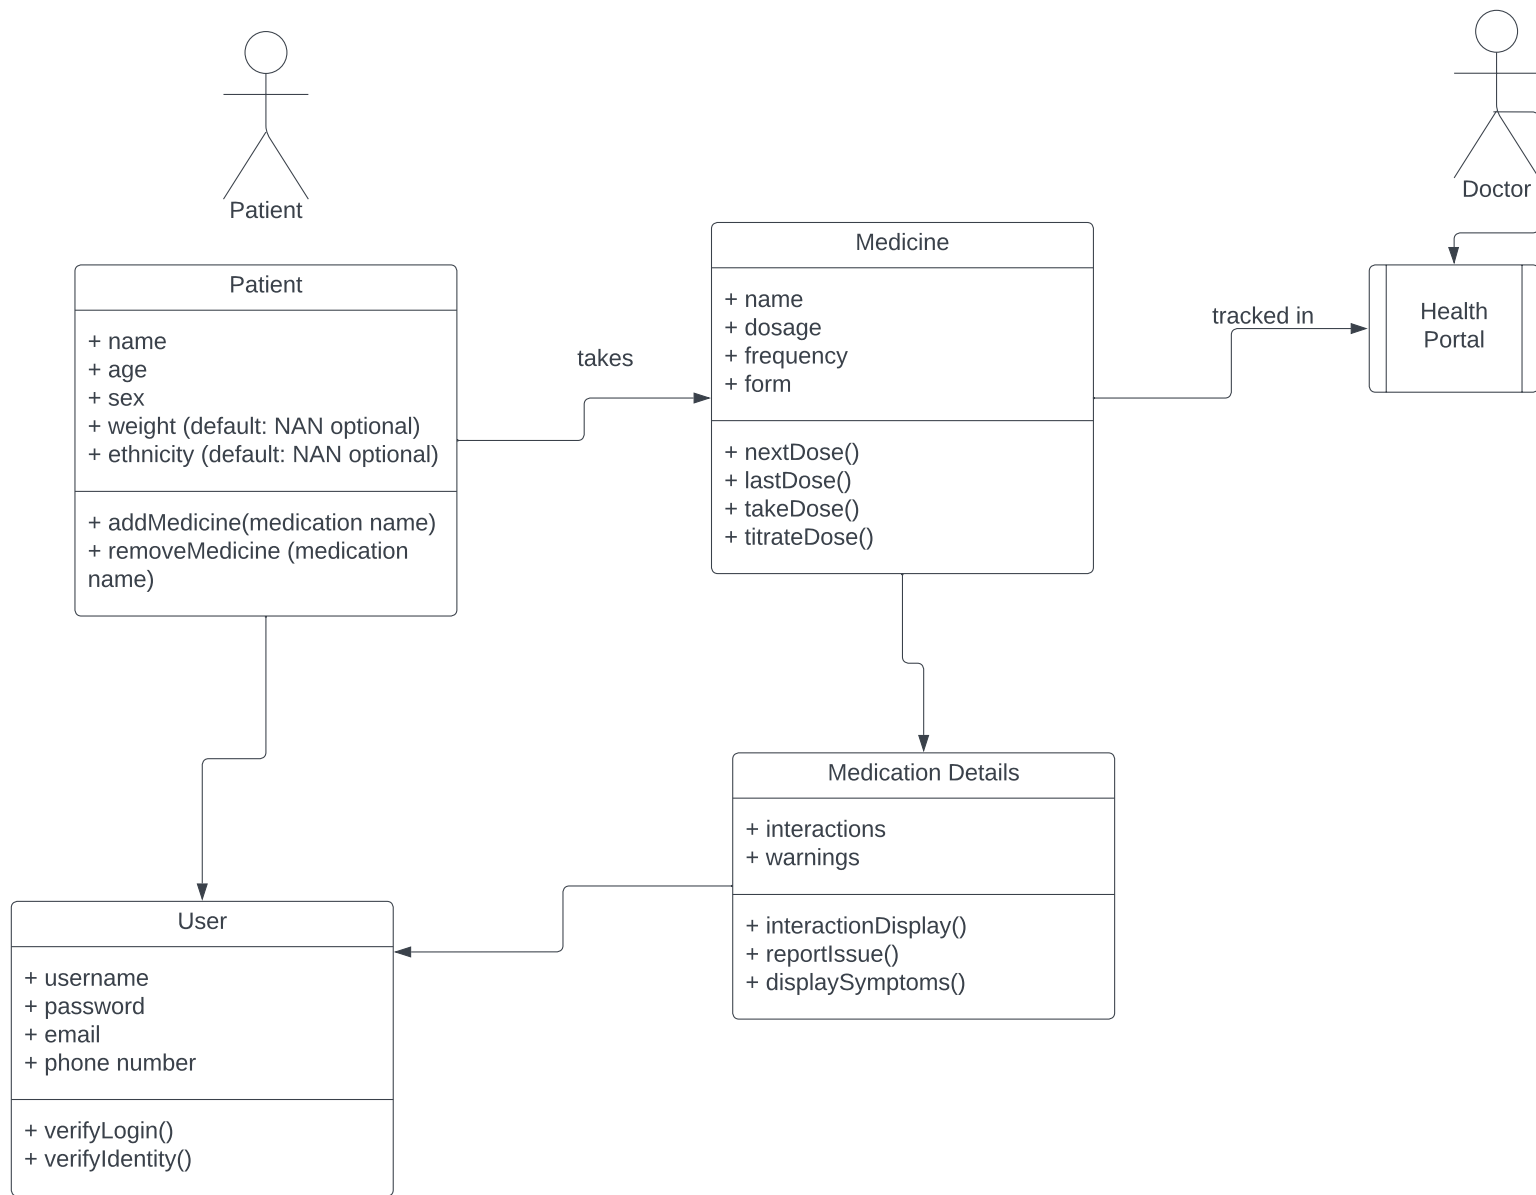 Patient
Doctor
Patient
+ name
+ age
+ sex
+ weight (default: NAN optional)
+ ethnicity (default: NAN optional)
+ addMedicine(medication name)
+ removeMedicine (medication
name)
takes
Medicine
+ name
+ dosage
+ frequency
+ form
+ nextDose()
+ lastDose()
+ takeDose()
+ titrateDose()
tracked in
Health
Portal
Medication Details
+ interactions
+ warnings
+ interactionDisplay()
+ reportIssue()
+ displaySymptoms()
User
+ username
+ password
+ email
+ phone number
+ verifyLogin()
+ verifyIdentity()